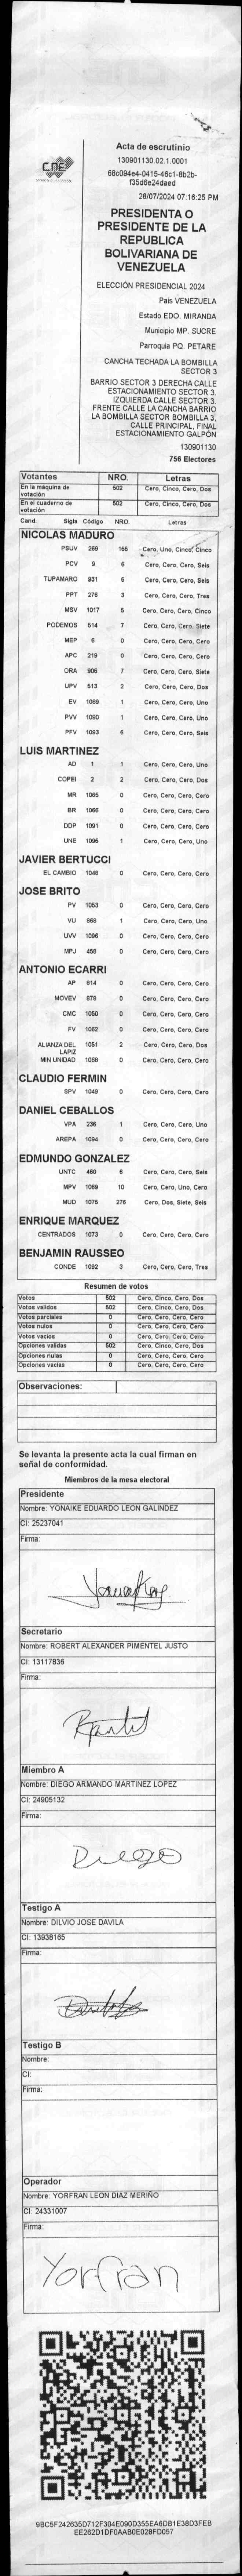 CNE
Acta de escrutinio
130901130.02.1.0001
68c094e4-0415-46c1-8b2b-
f35d6e24daed
28/07/2024 07:16:25 PM
PRESIDENTA O
PRESIDENTE DE LA
REPUBLICA
BOLIVARIANA DE
VENEZUELA
ELECCIÓN PRESIDENCIAL 2024
Pais VENEZUELA
Estado EDO. MIRANDA
Municipio MP. SUCRE
Parroquia PQ. PETARE
CANCHA TECHADA LA BOMBILLA
SECTOR 3
BARRIO SECTOR 3 DERECHA CALLE
ESTACIONAMIENTO SECTOR 3.
IZQUIERDA CALLE SECTOR 3.
FRENTE CALLE LA CANCHA BARRIO
LA BOMBILLA SECTOR BOMBILLA 3,
CALLE PRINCIPAL, FINAL
ESTACIONAMIENTO GALPÓN
130901130
756 Electores
Votantes NRO. Letras
En la máquina de votación 502 Cero, Cinco, Cero, Dos
En el cuaderno de votación 502 Cero, Cinco, Cero, Dos
Cand. Sigla Código NRO. Letras
NICOLAS MADURO
PSUV 269 155 Cero, Uno, Cinco, Cinco
PCV 9 6 Cero, Cero, Cero, Seis
TUPAMARO 931 6 Cero, Cero, Cero, Seis
PPT 276 3 Cero, Cero, Cero, Tres
MSV 1017 5 Cero, Cero, Cero, Cinco
PODEMOS 514 7 Cero, Cero, Cero, Siete
MEP 6 0 Cero, Cero, Cero, Cero
APC 219 0 Cero, Cero, Cero, Cero
ORA 906 7 Cero, Cero, Cero, Siete
UPV 513 2 Cero, Cero, Cero, Dos
EV 1089 1 Cero, Cero, Cero, Uno
PVV 1090 1 Cero, Cero, Cero, Uno
PFV 1093 6 Cero, Cero, Cero, Seis
LUIS MARTINEZ
AD 1 1 Cero, Cero, Cero, Uno
COPEI 2 2 Cero, Cero, Cero, Dos
MR 1065 0 Cero, Cero, Cero, Cero
BR 1066 0 Cero, Cero, Cero, Cero
DDP 1091 0 Cero, Cero, Cero, Cero
UNE 1095 1 Cero, Cero, Cero, Uno
JAVIER BERTUCCI
EL CAMBIO 1048 0 Cero, Cero, Cero, Cero
JOSE BRITO
PV 1053 0 Cero, Cero, Cero, Cero
VU 868 1 Cero, Cero, Cero, Uno
UVV 1096 0 Cero, Cero, Cero, Cero
MPJ 458 0 Cero, Cero, Cero, Cero
ANTONIO ECARRI
AP 814 0 Cero, Cero, Cero, Cero
MOVEV 878 0 Cero, Cero, Cero, Cero
CMC 1050 0 Cero, Cero, Cero, Cero
FV 1062 0 Cero, Cero, Cero, Cero
ALIANZA DEL LAPIZ 1051 2 Cero, Cero, Cero, Dos
MIN UNIDAD 1068 0 Cero, Cero, Cero, Cero
CLAUDIO FERMIN
SPV 1049 0 Cero, Cero, Cero, Cero
DANIEL CEBALLOS
VPA 236 1 Cero, Cero, Cero, Uno
AREPA 1094 0 Cero, Cero, Cero, Cero
EDMUNDO GONZALEZ
UNTC 460 6 Cero, Cero, Cero, Seis
MPV 1069 10 Cero, Cero, Uno, Cero
MUD 1075 276 Cero, Dos, Siete, Seis
ENRIQUE MARQUEZ
CENTRADOS 1073 0 Cero, Cero, Cero, Cero
BENJAMIN RAUSSEO
CONDE 1092 3 Cero, Cero, Cero, Tres
Resumen de votos
Votos 502 Cero, Cinco, Cero, Dos
Votos validos 502 Cero, Cinco, Cero, Dos
Votos parciales 0 Cero, Cero, Cero, Cero
Votos nulos 0 Cero, Cero, Cero, Cero
Votos vacios 0 Cero, Cero, Cero, Cero
Opciones validas 502 Cero, Cinco, Cero, Dos
Opciones nulas 0 Cero, Cero, Cero, Cero
Opciones vacias 0 Cero, Cero, Cero, Cero
Observaciones:
Se levanta la presente acta la cual firman en
señal de conformidad.
Miembros de la mesa electoral
Presidente
Nombre: YONAIKE EDUARDO LEON GALINDEZ
CI: 25237041
Firma:
Secretario
Nombre: ROBERT ALEXANDER PIMENTEL JUSTO
CI: 13117836
Firma:
Miembro A
Nombre: DIEGO ARMANDO MARTINEZ LOPEZ
CI: 24905132
Firma:
Diego
Testigo A
Nombre: DILVIO JOSE DAVILA
CI: 13938165
Firma:
Testigo B
Nombre:
CI:
Firma:
Operador
Nombre: YORFRAN LEON DIAZ MERIÑO
CI: 24331007
Firma:
Yorfran
9BC5F242635D712F304E090D355EA6DB1E38D3FEB
EE262D1DF0AAB0E028FD057